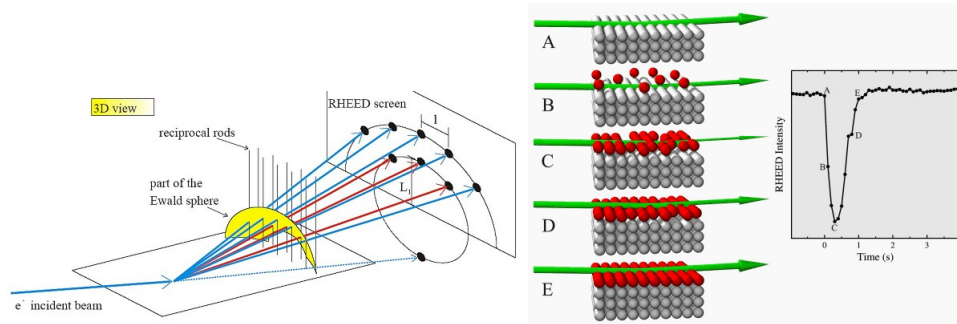 3D view
RHEED screen
reciprocal rods
part of the
Ewald sphere
l
L₁
e⁻ incident beam
A
B
C
D
E
RHEED Intensity
A
B
C
D
E
0 1 2 3
Time (s)